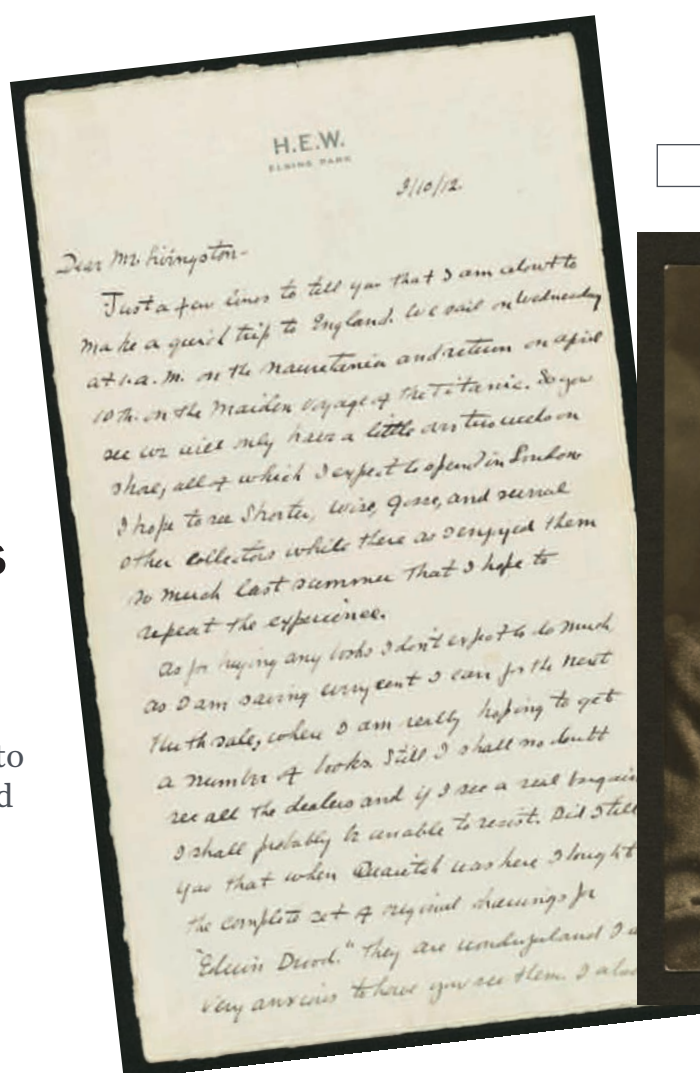 H.E.W.
ELKINS PARK
3/10/12.
Dear Mr. Livingston-
Just a few lines to tell you that I am about to
make a quick trip to England. We sail on Wednesday
at 1 a.m. on the Mauretania and return on april
10th. on the maiden voyage of the Titanic. So you
see we will only have a little over two weeks on
shore, all of which I expect to spend in London
I hope to see Shorter, Wise, Gosse, and several
other collectors while there as I enjoyed them
so much last summer that I hope to
repeat the experience.
As for buying any books I don't expect to do much
as I am saving every cent I can for the next
Huth sale, where I am really hoping to get
a number of books. Still I shall no doubt
see all the dealers and if I see a real bargain
I shall probably be unable to resist. Did I tell
you that when Quaritch was here I bought
the complete set of original drawings for
"Edwin Drood." They are wonderful and I
very anxious to have you see them. I also
s
to
d